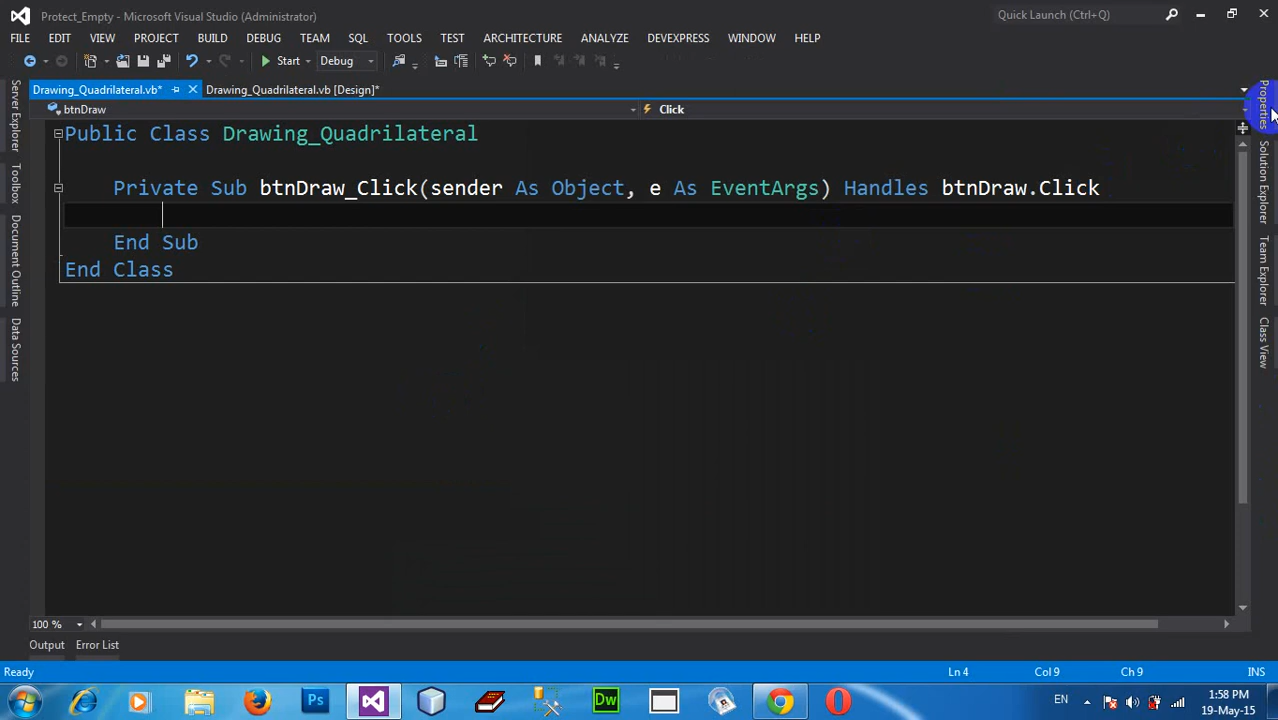 Protect_Empty - Microsoft Visual Studio (Administrator)
Quick Launch (Ctrl+Q)
FILE EDIT VIEW PROJECT BUILD DEBUG TEAM SQL TOOLS TEST ARCHITECTURE ANALYZE DEVEXPRESS WINDOW HELP
Start Debug
Drawing_Quadrilateral.vb* Drawing_Quadrilateral.vb [Design]*
btnDraw Click
Public Class Drawing_Quadrilateral
Private Sub btnDraw_Click(sender As Object, e As EventArgs) Handles btnDraw.Click
End Sub
End Class
Server Explorer
Toolbox
Document Outline
Data Sources
Properties
Solution Explorer
Team Explorer
Class View
100 %
Output Error List
Ready Ln 4 Col 9 Ch 9 INS
Ps Dw EN 1:58 PM
19-May-15